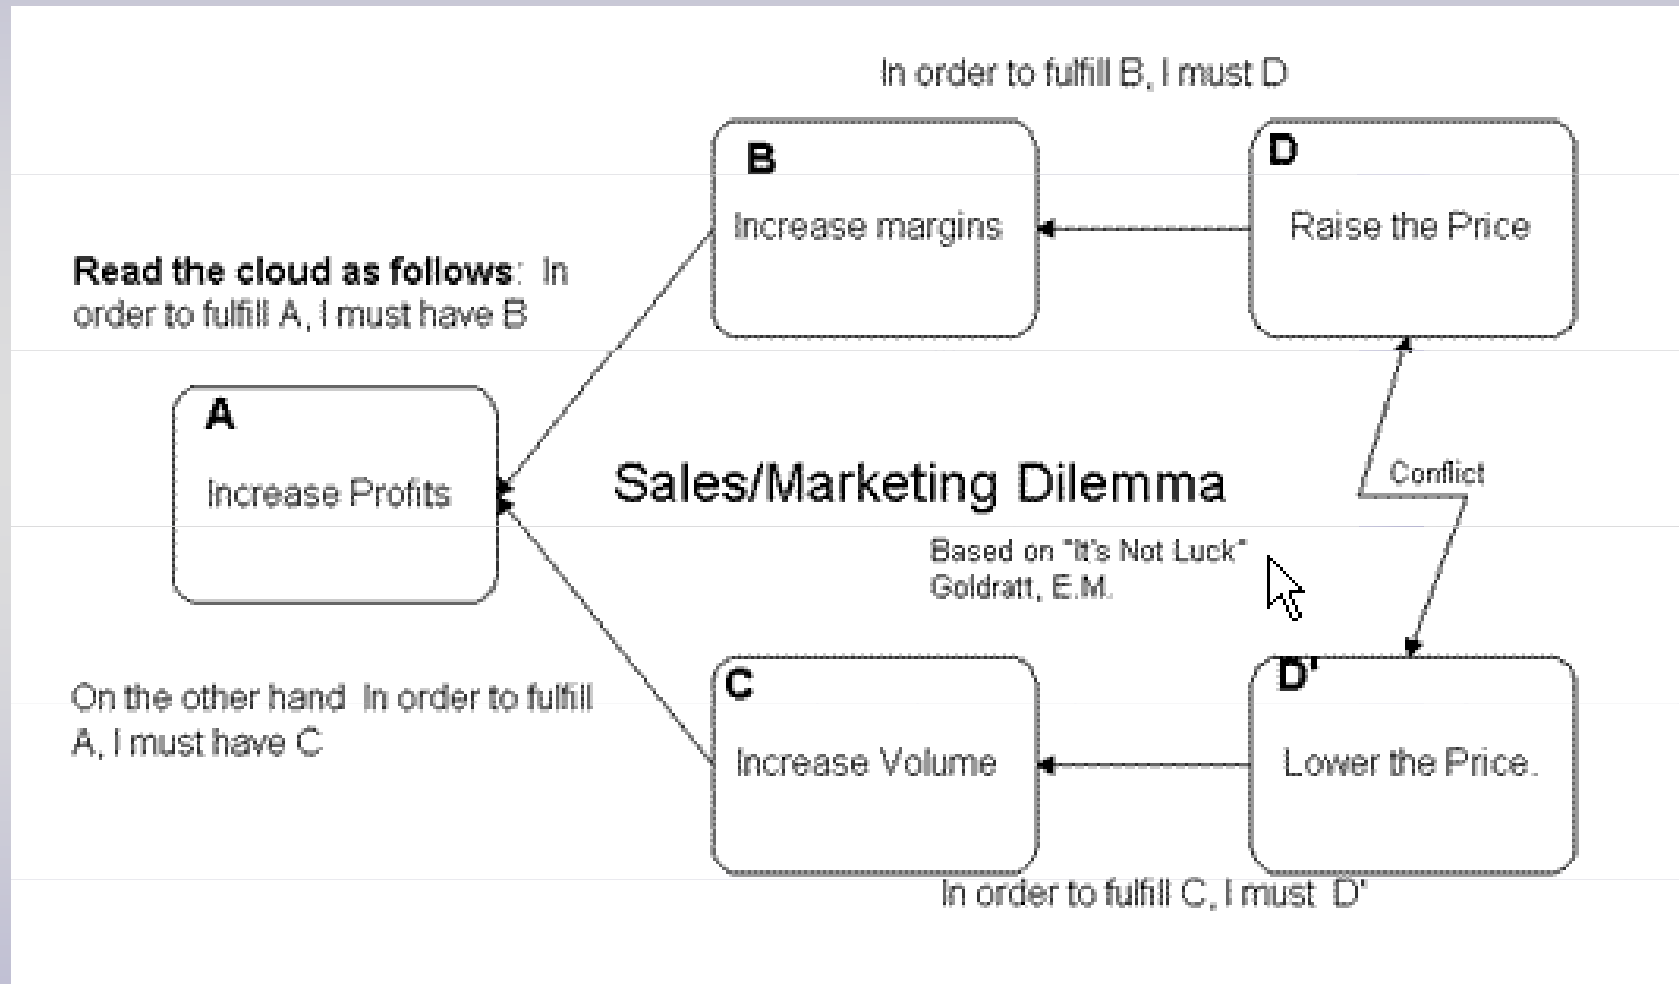 In order to fulfill B, I must D
B
Increase margins
D
Raise the Price
Read the cloud as follows: In
order to fulfill A, I must have B
A
Increase Profits
Sales/Marketing Dilemma
Conflict
Based on "It's Not Luck"
Goldratt, E.M.
On the other hand In order to fulfill
A, I must have C
C
Increase Volume
D'
Lower the Price.
In order to fulfill C, I must D'